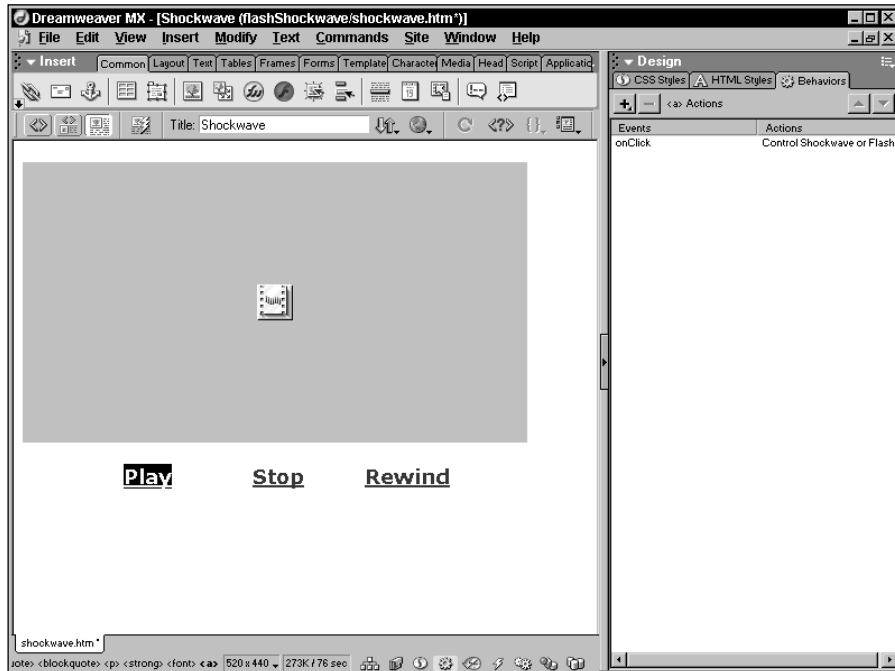 Dreamweaver MX - [Shockwave (flashShockwave/shockwave.htm*)]
File Edit View Insert Modify Text Commands Site Window Help
Insert Common Layout Text Tables Frames Forms Template Character Media Head Script Applicatic
Title: Shockwave
<?>
Play Stop Rewind
shockwave.htm*
<blockquote> <p> <strong> <font> <a> 520 x 440 273K / 76 sec
Design
CSS Styles HTML Styles Behaviors
<a> Actions
Events Actions
onClick Control Shockwave or Flash